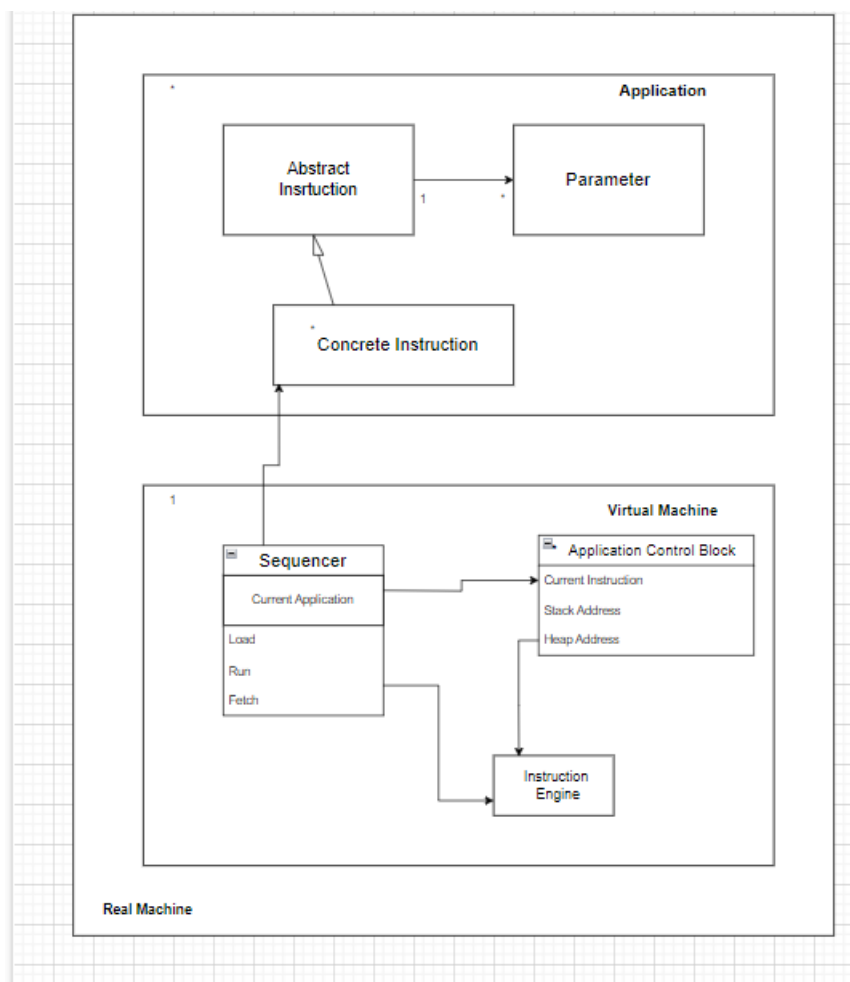 *
Application
Abstract
Insrtuction
Parameter
1
*
*
Concrete Instruction
1
Virtual Machine
Sequencer
Application Control Block
Current Application
Current Instruction
Stack Address
Heap Address
Load
Run
Fetch
Instruction
Engine
Real Machine